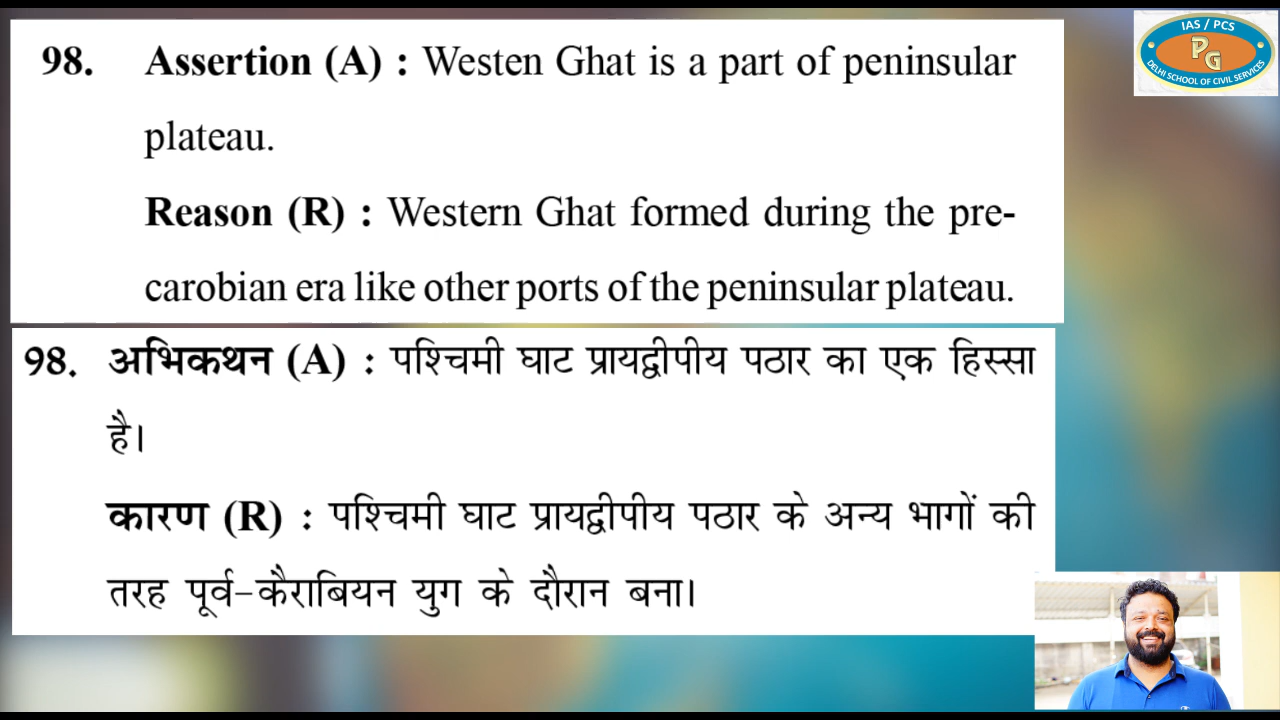 IAS / PCS
PG
DELHI SCHOOL OF CIVIL SERVICES
98. Assertion (A) : Westen Ghat is a part of peninsular
plateau.
Reason (R) : Western Ghat formed during the pre-
carobian era like other ports of the peninsular plateau.
98. अभिकथन (A) : पश्चिमी घाट प्रायद्वीपीय पठार का एक हिस्सा
है।
कारण (R) : पश्चिमी घाट प्रायद्वीपीय पठार के अन्य भागों की
तरह पूर्व-कैराबियन युग के दौरान बना।